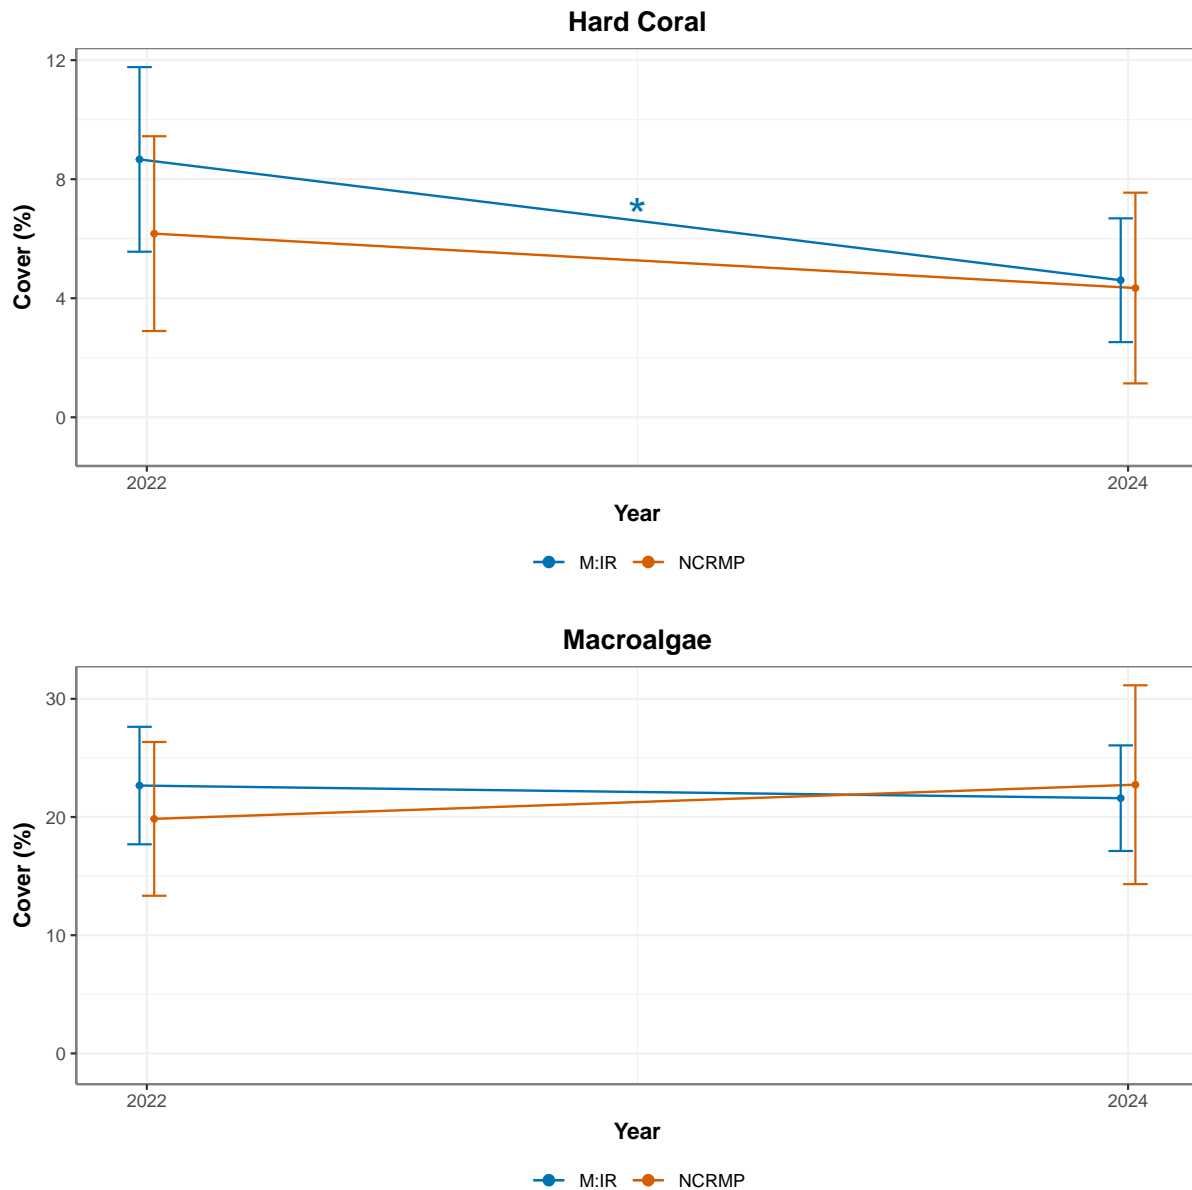 Hard Coral
12
8
4
0
Cover (%)
*
2022 2024
Year
M:IR NCRMP
Macroalgae
30
20
10
0
Cover (%)
2022 2024
Year
M:IR NCRMP